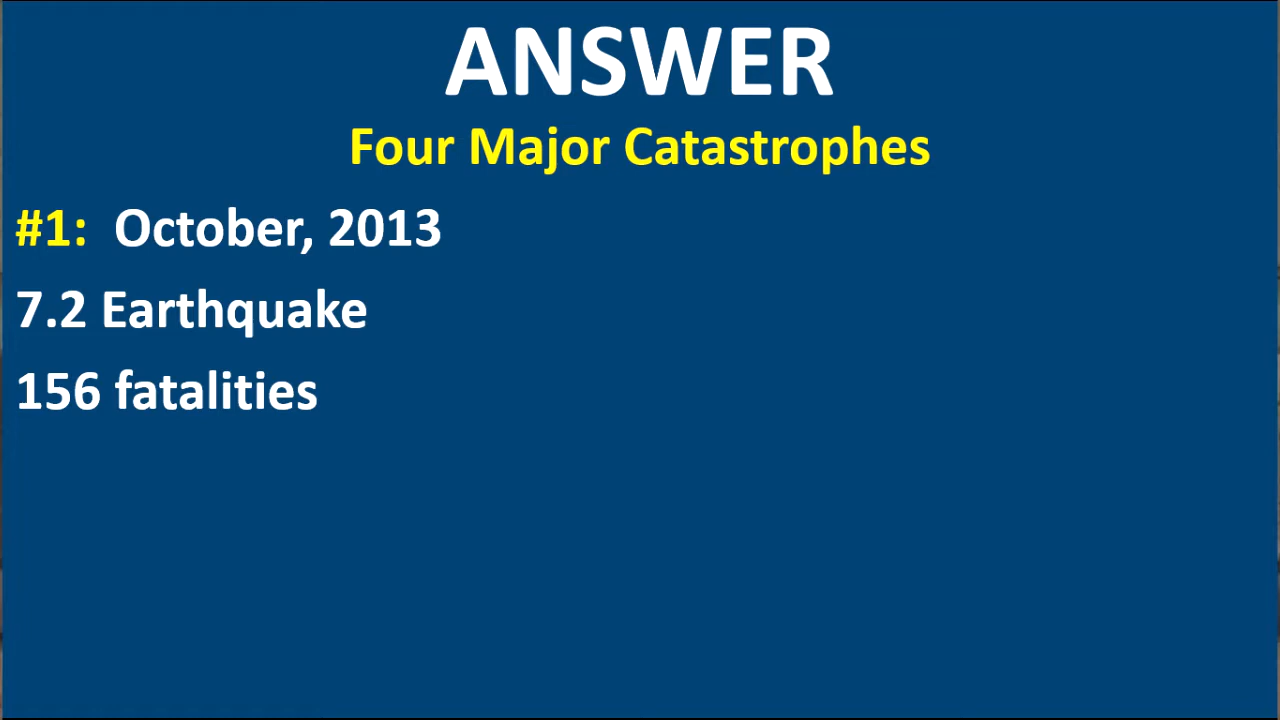 ANSWER
Four Major Catastrophes
#1: October, 2013
7.2 Earthquake
156 fatalities